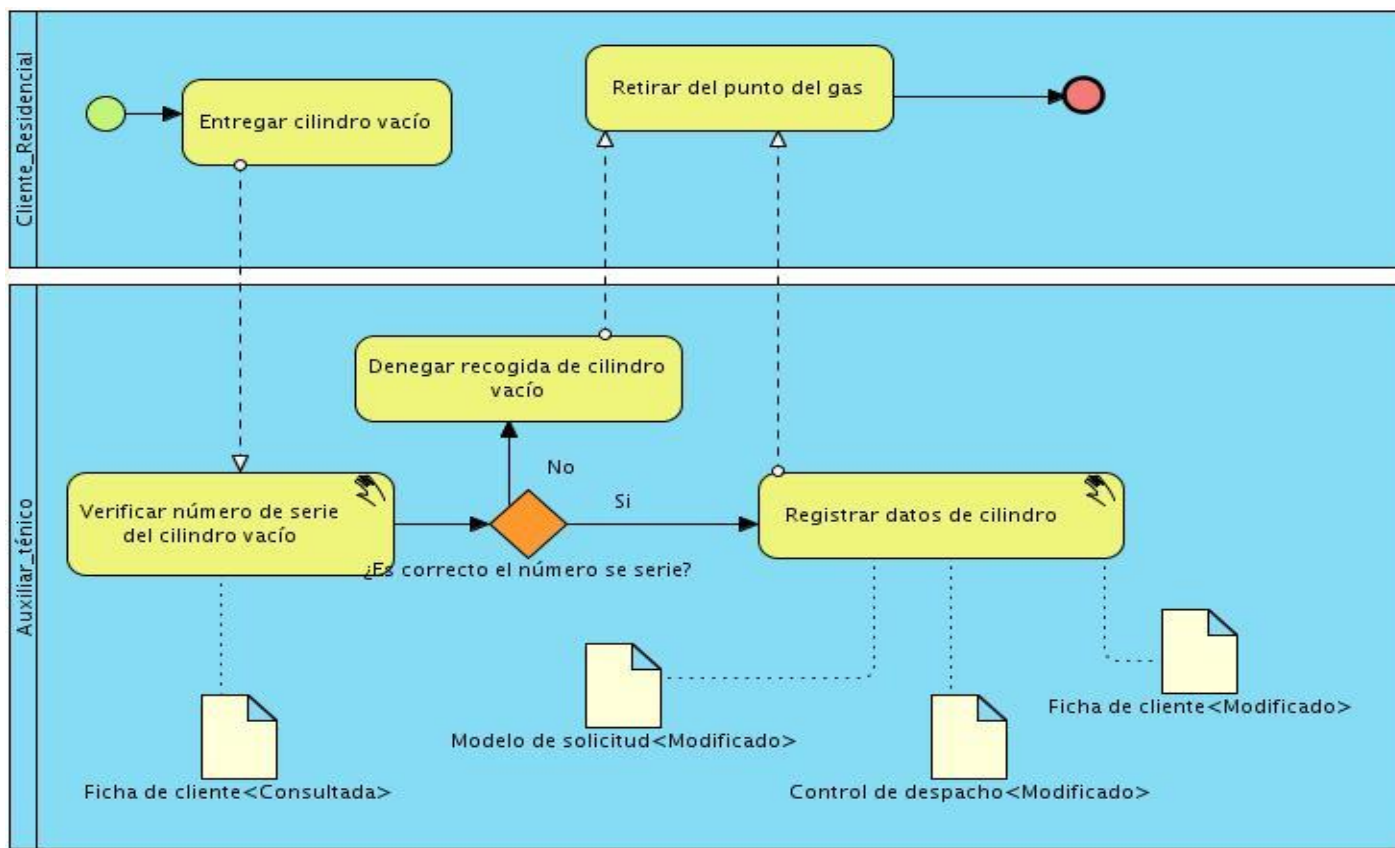 Cliente_Residencial
Entregar cilindro vacío
Retirar del punto del gas
Auxiliar_ténico
Denegar recogida de cilindro
vacío
No
Si
Verificar número de serie
del cilindro vacío
¿Es correcto el número se serie?
Registrar datos de cilindro
Ficha de cliente<Consultada>
Modelo de solicitud<Modificado>
Control de despacho<Modificado>
Ficha de cliente<Modificado>